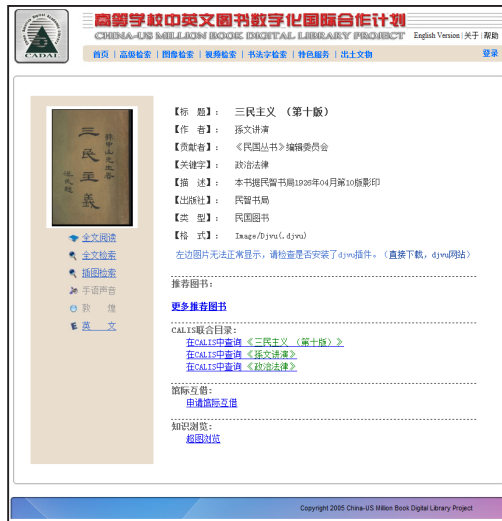 高等学校中英文图书数字化国际合作计划
CHINA-US MILLION BOOK DIGITAL LIBRARY PROJECT
English Version | 关于 | 帮助
CADAL
首页 | 高级检索 | 图像检索 | 视频检索 | 书法字检索 | 特色服务 | 出土文物
登录
三民主義
孫中山先生著
【标 题】: 三民主义 (第十版)
【作 者】: 孫文讲演
【贡献者】: 《民国丛书》编辑委员会
【关键字】: 政治法律
【描 述】: 本书据民智书局1926年04月第10版影印
【出版社】: 民智书局
【类 型】: 民国图书
【格 式】: Image/Djvu(.djvu)
左边图片无法正常显示，请检查是否安装了djvu插件。(直接下载，djvu网站)
全文阅读
全文检索
插图检索
手语声音
敦 煌
英 文
推荐图书:
更多推荐图书
CALIS联合目录:
在CALIS中查询《三民主义 (第十版)》
在CALIS中查询《孫文讲演》
在CALIS中查询《政治法律》
馆际互借:
申请馆际互借
知识浏览:
超图浏览
Copyright 2005 China-US Million Book Digital Library Project